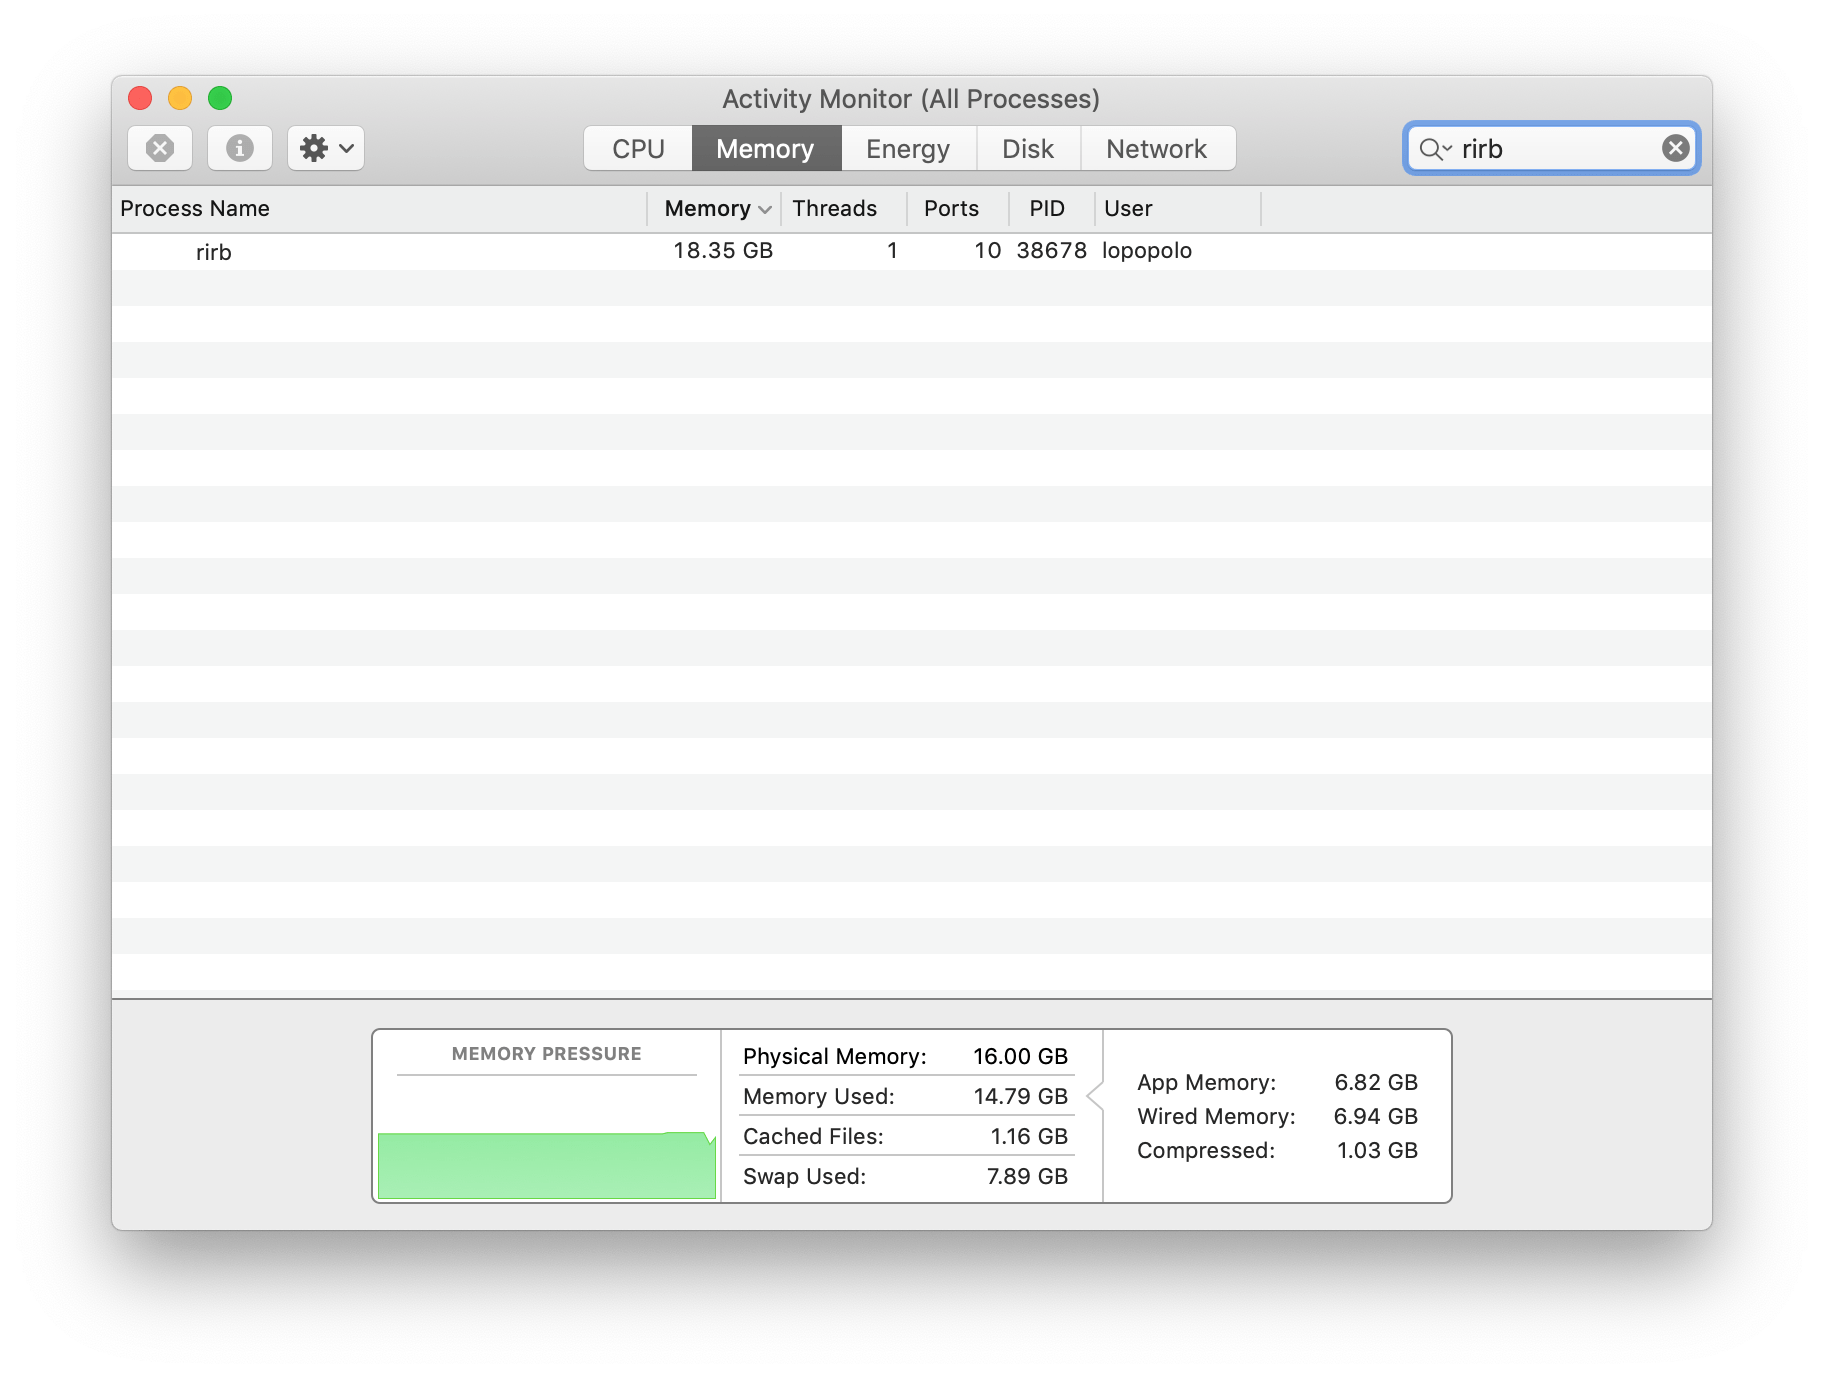 Activity Monitor (All Processes)
CPU Memory Energy Disk Network rirb
Process Name Memory Threads Ports PID User
rirb 18.35 GB 1 10 38678 lopopolo
MEMORY PRESSURE
Physical Memory: 16.00 GB
Memory Used: 14.79 GB
Cached Files: 1.16 GB
Swap Used: 7.89 GB
App Memory: 6.82 GB
Wired Memory: 6.94 GB
Compressed: 1.03 GB